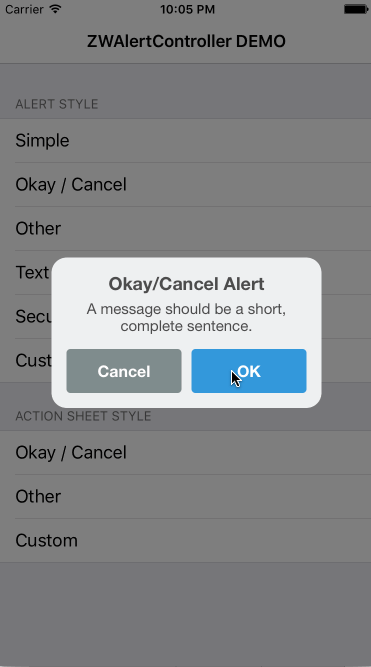 Carrier 10:05 PM
ZWAlertController DEMO
ALERT STYLE
Simple
Okay / Cancel
Other
Text
Okay/Cancel Alert
A message should be a short,
complete sentence.
Cancel
OK
Secu
Cust
ACTION SHEET STYLE
Okay / Cancel
Other
Custom